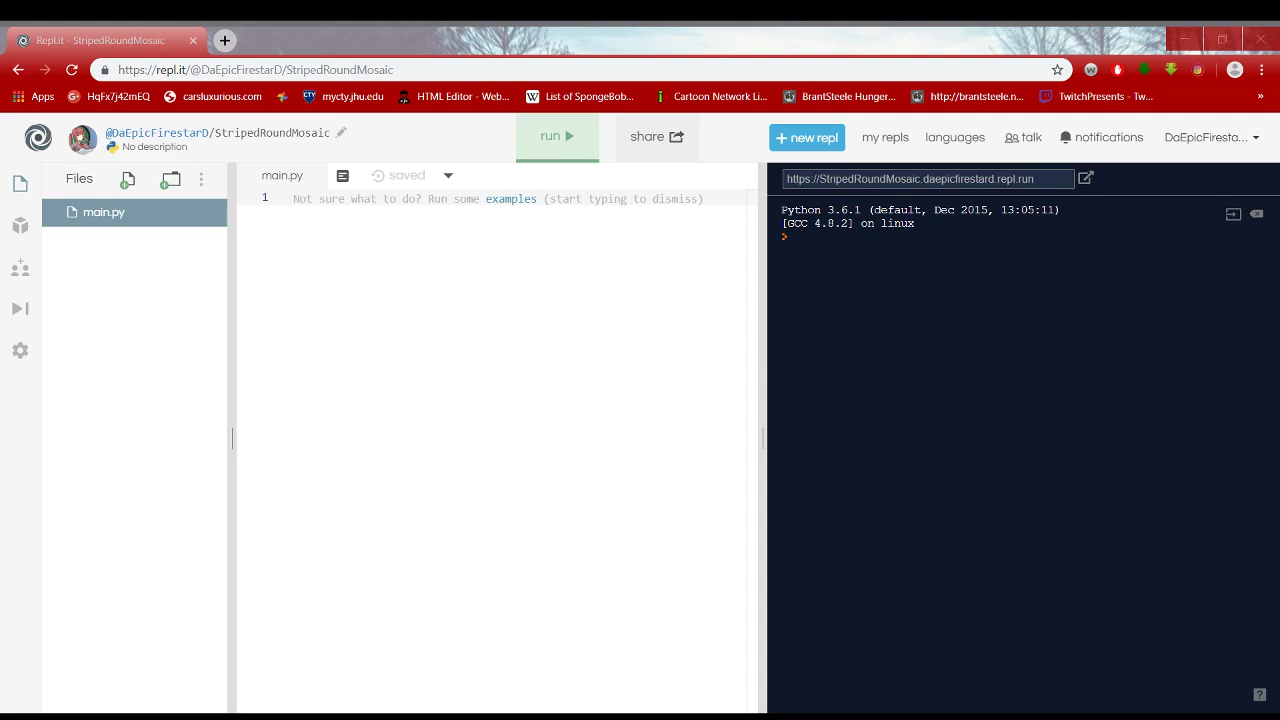 Repl.it - StripedRoundMosaic
https://repl.it/@DaEpicFirestarD/StripedRoundMosaic
Apps HqFx7j42mEQ carsluxurious.com mycty.jhu.edu HTML Editor - Web... List of SpongeBob... Cartoon Network Li... BrantSteele Hunger... http://brantsteele.n... TwitchPresents - Tw... »
@DaEpicFirestarD/StripedRoundMosaic
No description
run
share
+ new repl my repls languages talk notifications DaEpicFiresta...
Files
main.py
main.py saved
1 Not sure what to do? Run some examples (start typing to dismiss)
https://StripedRoundMosaic.daepicfirestard.repl.run
Python 3.6.1 (default, Dec 2015, 13:05:11)
[GCC 4.8.2] on linux
>
?